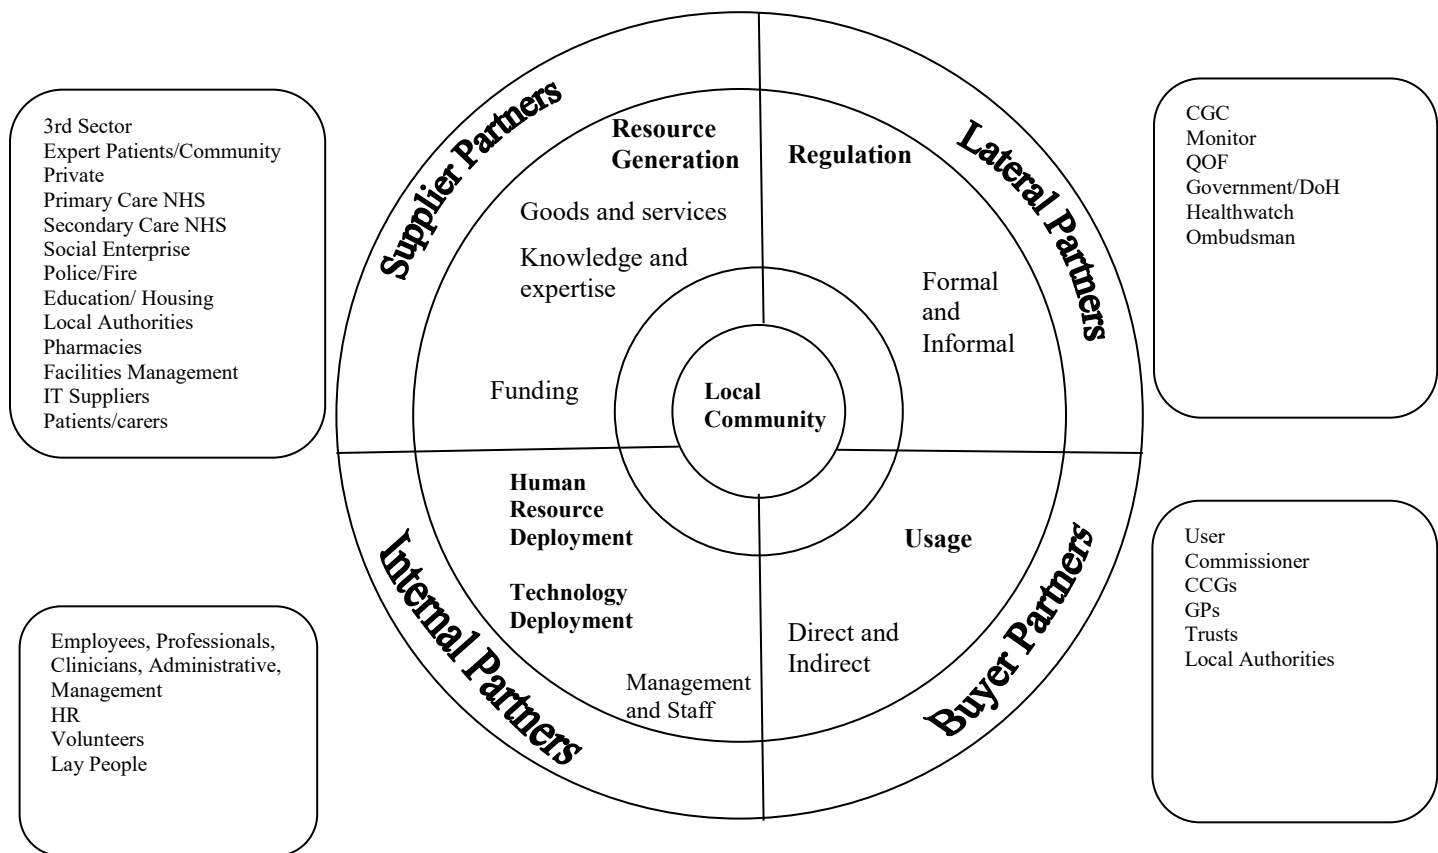 3rd Sector
Expert Patients/Community
Private
Primary Care NHS
Secondary Care NHS
Social Enterprise
Police/Fire
Education/ Housing
Local Authorities
Pharmacies
Facilities Management
IT Suppliers
Patients/carers
Supplier Partners
Resource
Generation
Goods and services
Knowledge and
expertise
Funding
Regulation
Formal
and
Informal
Lateral Partners
CGC
Monitor
QOF
Government/DoH
Healthwatch
Ombudsman
Local
Community
Employees, Professionals,
Clinicians, Administrative,
Management
HR
Volunteers
Lay People
Internal Partners
Human
Resource
Deployment
Technology
Deployment
Management
and Staff
Usage
Direct and
Indirect
Buyer Partners
User
Commissioner
CCGs
GPs
Trusts
Local Authorities